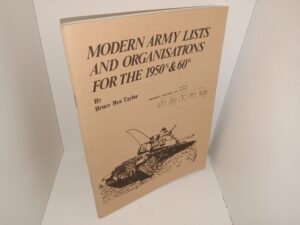 MODERN ARMY LISTS
AND ORGANISATIONS
FOR THE 1950s & 60s
By
Bruce Rea Taylor